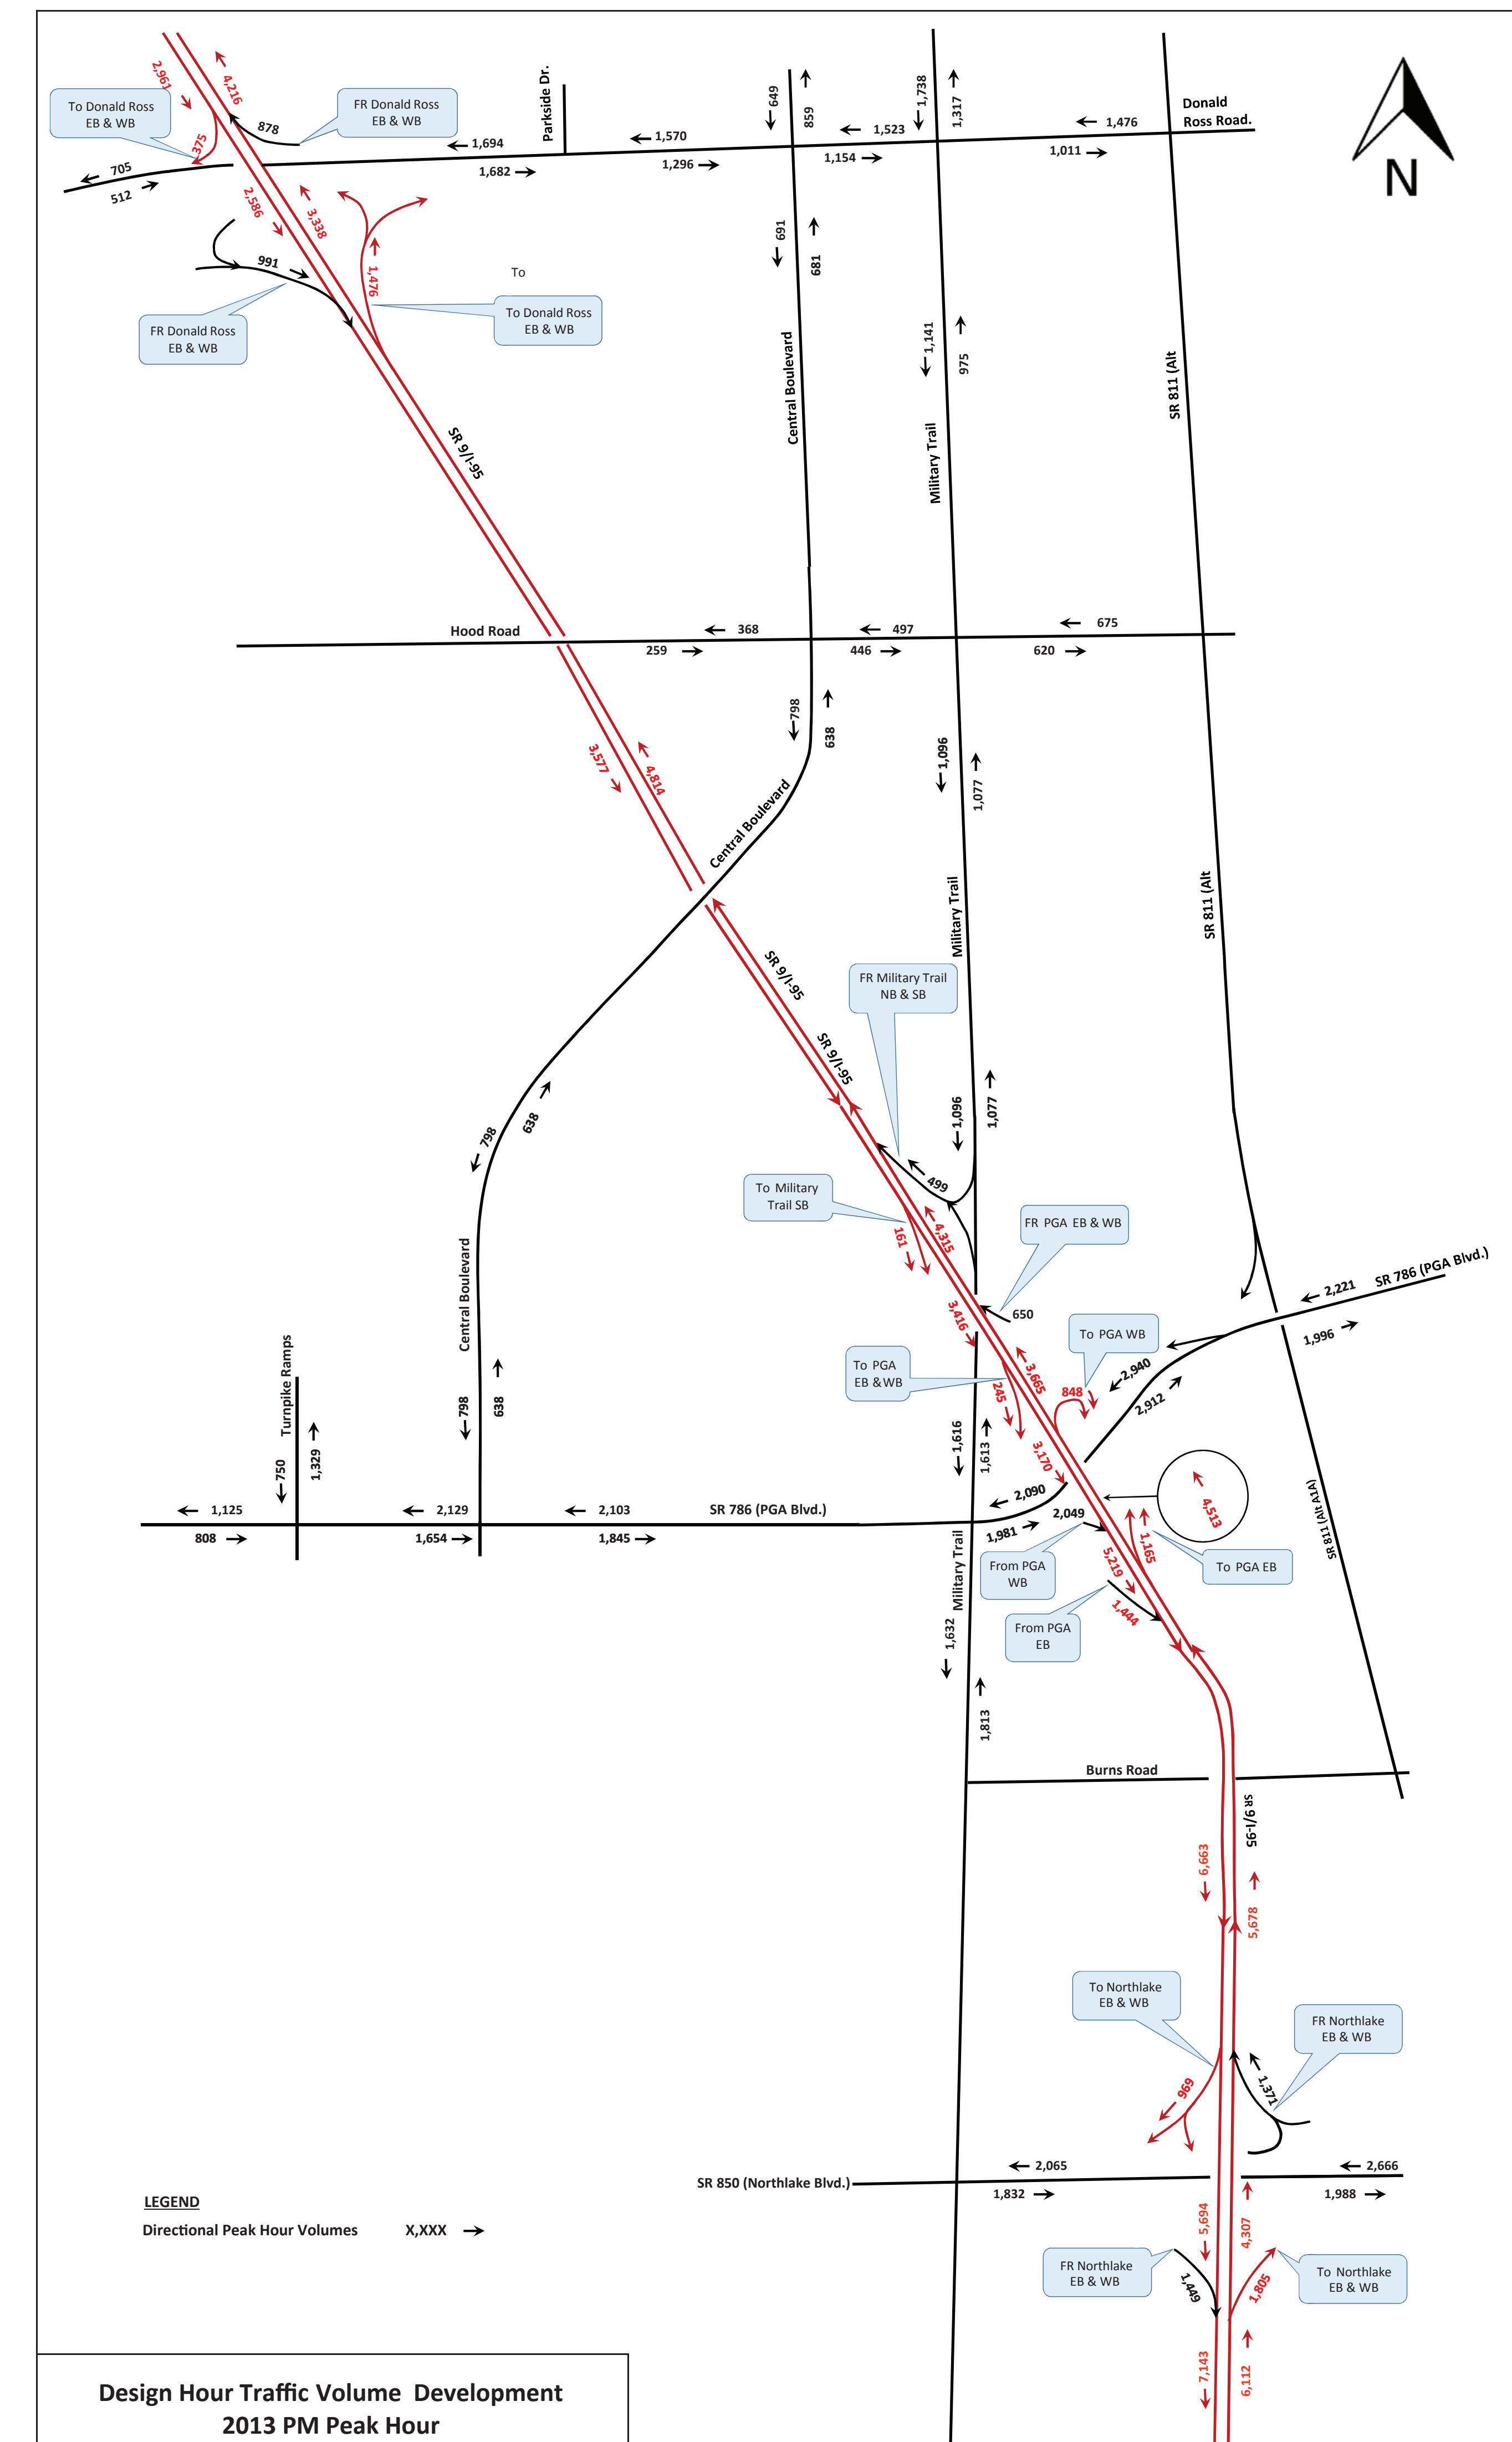 2,961
4,216
To Donald Ross
EB & WB
375
878
FR Donald Ross
EB & WB
705
512
1,694
1,682
Parkside Dr.
1,570
1,296
649
859
1,523
1,154
1,738
1,317
1,476
1,011
Donald
Ross Road.
N
2,586
3,338
991
1,476
To
FR Donald Ross
EB & WB
To Donald Ross
EB & WB
691
681
Central Boulevard
1,141
975
Military Trail
SR 811 (Alt
SR 9/I-95
Hood Road
368
259
497
446
675
620
798
638
3,577
4,814
1,096
1,077
Central Boulevard
Military Trail
SR 811 (Alt
SR 9/I-95
SR 9/I-95
FR Military Trail
NB & SB
1,096
1,077
798
638
499
To Military
Trail SB
161
4,315
FR PGA EB & WB
650
3,416
Central Boulevard
2,221
SR 786 (PGA Blvd.)
1,996
To PGA WB
To PGA
EB & WB
245
3,665
848
2,940
2,912
Turnpike Ramps
750
1,329
798
638
1,616
1,613
3,170
4,513
1,125
808
2,129
1,654
2,103
1,845
SR 786 (PGA Blvd.)
2,090
1,981
2,049
From PGA
WB
5,219
1,165
To PGA EB
SR 811 (Alt A1A)
Military Trail
From PGA
EB
1,444
1,632
1,813
Burns Road
SR 9/I-95
6,663
5,678
To Northlake
EB & WB
FR Northlake
EB & WB
969
1,371
SR 850 (Northlake Blvd.)
2,065
1,832
2,666
1,988
5,694
4,307
FR Northlake
EB & WB
1,449
1,805
To Northlake
EB & WB
7,143
6,112
LEGEND
Directional Peak Hour Volumes X,XXX
Design Hour Traffic Volume Development
2013 PM Peak Hour